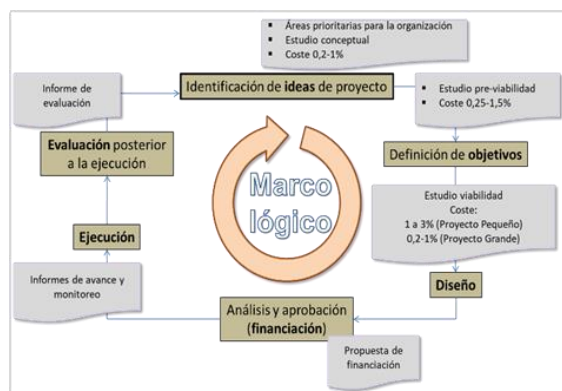 ▪ Áreas prioritarias para la organización
▪ Estudio conceptual
▪ Coste 0,2-1%
Informe de
evaluación
Identificación de ideas de proyecto
▪ Estudio pre-viabilidad
▪ Coste 0,25-1,5%
Evaluación posterior
a la ejecución
Definición de objetivos
Marco
lógico
Estudio viabilidad
Coste:
1 a 3% (Proyecto Pequeño)
0,2-1% (Proyecto Grande)
Ejecución
Informes de avance y
monitoreo
Diseño
Análisis y aprobación
(financiación)
Propuesta de
financiación